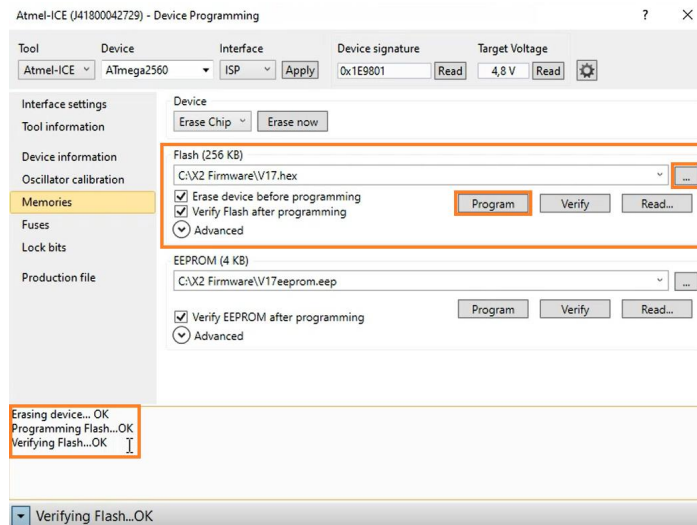 Atmel-ICE (J41800042729) - Device Programming ? ×
Tool Device Interface Device signature Target Voltage
Atmel-ICE ATmega2560 ISP Apply 0x1E9801 Read 4,8 V Read
Interface settings
Tool information
Device information
Oscillator calibration
Memories
Fuses
Lock bits
Production file
Device
Erase Chip Erase now
Flash (256 KB)
C:\X2 Firmware\V17.hex ...
Erase device before programming
Verify Flash after programming
Program Verify Read...
Advanced
EEPROM (4 KB)
C:\X2 Firmware\V17eeprom.eep ...
Program Verify Read...
Verify EEPROM after programming
Advanced
Erasing device... OK
Programming Flash...OK
Verifying Flash...OK
Verifying Flash...OK